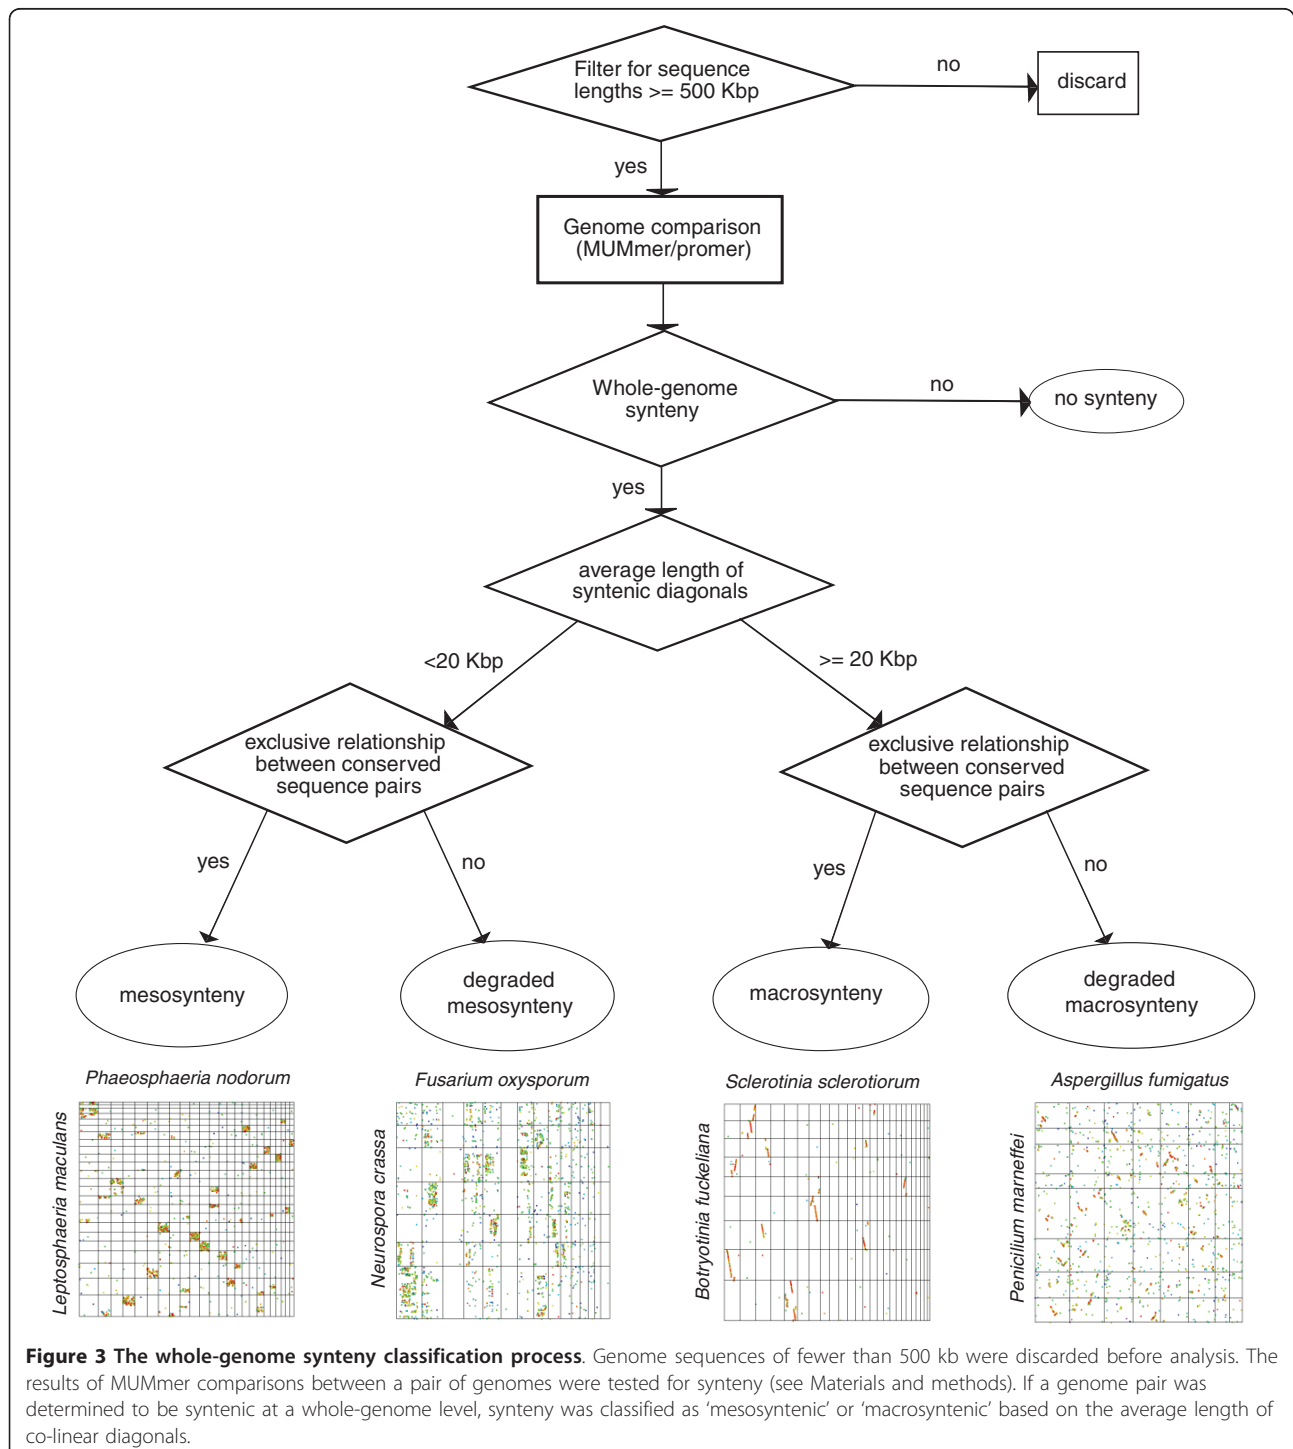 Filter for sequence
lengths >= 500 Kbp
no
discard
yes
Genome comparison
(MUMmer/promer)
Whole-genome
synteny
no
no synteny
yes
average length of
syntenic diagonals
<20 Kbp
>= 20 Kbp
exclusive relationship
between conserved
sequence pairs
exclusive relationship
between conserved
sequence pairs
yes
no
yes
no
mesosynteny
degraded
mesosynteny
macrosynteny
degraded
macrosynteny
Phaeosphaeria nodorum
Leptosphaeria maculans
Fusarium oxysporum
Neurospora crassa
Sclerotinia sclerotiorum
Botryotinia fuckeliana
Aspergillus fumigatus
Penicilium marneffei
Figure 3 The whole-genome synteny classification process. Genome sequences of fewer than 500 kb were discarded before analysis. The
results of MUMmer comparisons between a pair of genomes were tested for synteny (see Materials and methods). If a genome pair was
determined to be syntenic at a whole-genome level, synteny was classified as ‘mesosyntenic’ or ‘macrosyntenic’ based on the average length of
co-linear diagonals.